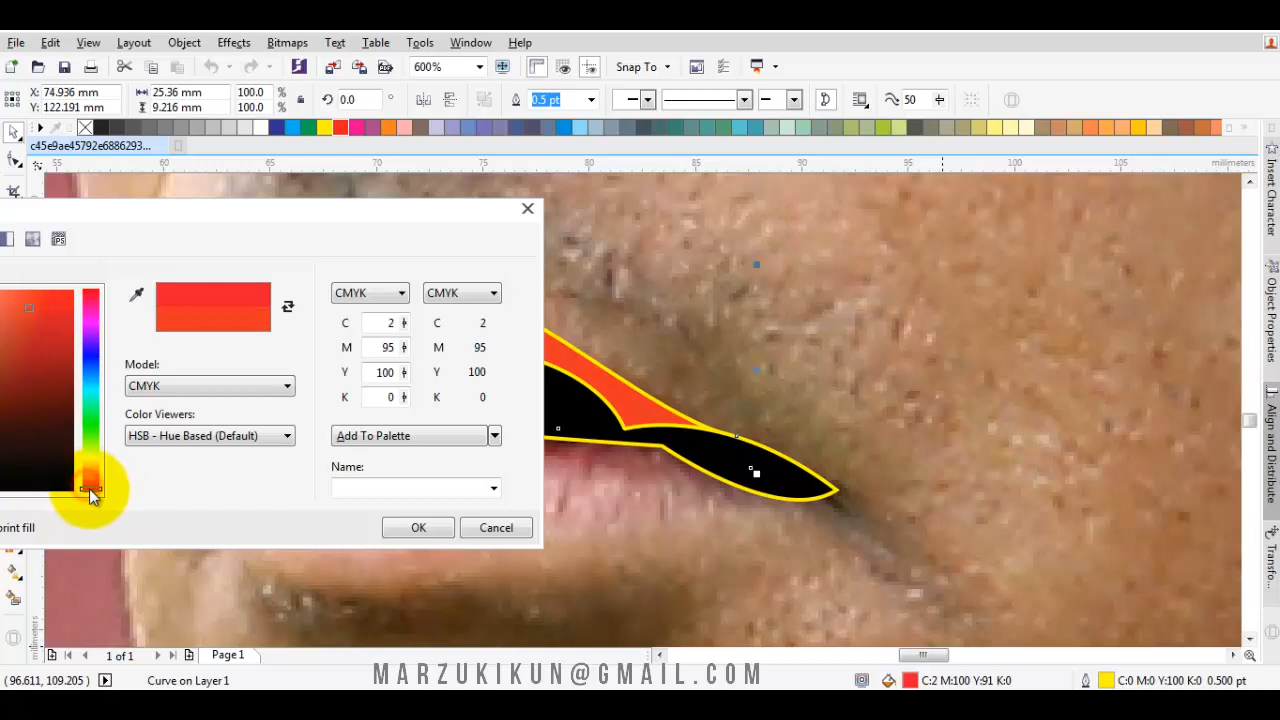 File Edit View Layout Object Effects Bitmaps Text Table Tools Window Help
600% Snap To
X: 74.936 mm 25.36 mm 100.0 % 0.0 ° 0.5 pt 50
Y: 122.191 mm 9.216 mm 100.0 %
c45e9ae45792e6886293...
55 60 65 70 75 80 85 90 95 100 105 millimeters
PS
CMYK CMYK
C 2 C 2
M 95 M 95
Y 100 Y 100
K 0 K 0
Model:
CMYK
Color Viewers:
HSB - Hue Based (Default)
Add To Palette
Name:
print fill
OK Cancel
Insert Character
Object Properties
Transfo...
millimeters
1 of 1 Page 1
MARZUKIKUN@GMAIL.COM
(96.611, 109.205) Curve on Layer1 C:2 M:100 Y:91 K:0 C:0 M:0 Y:100 K:0 0.500 pt